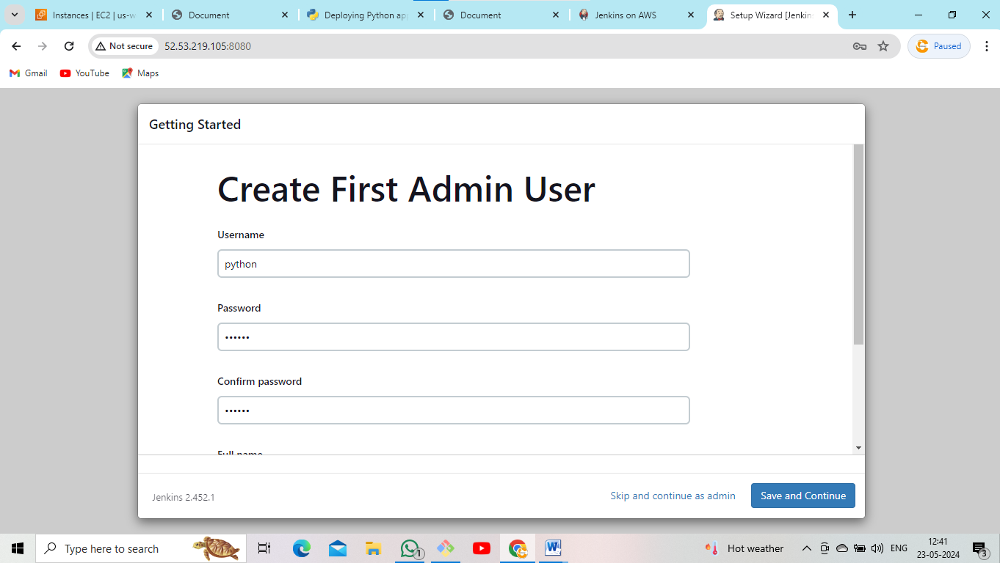 Instances | EC2 | us-w
Document
Deploying Python ap
Document
Jenkins on AWS
Setup Wizard [Jenkin
Not secure
52.53.219.105:8080
Paused
Gmail
YouTube
Maps
Getting Started
Create First Admin User
Username
python
Password
••••••
Confirm password
••••••
Full name
Jenkins 2.452.1
Skip and continue as admin
Save and Continue
Type here to search
1
W
Hot weather
ENG
12:41
23-05-2024
3